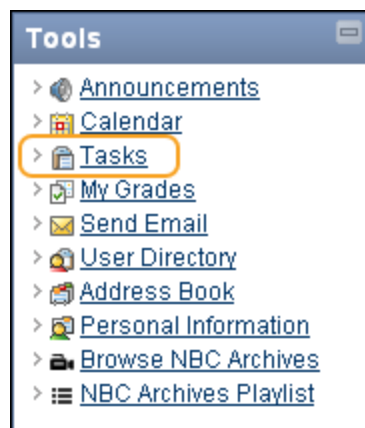 Tools
Announcements
Calendar
Tasks
My Grades
Send Email
User Directory
Address Book
Personal Information
Browse NBC Archives
NBC Archives Playlist